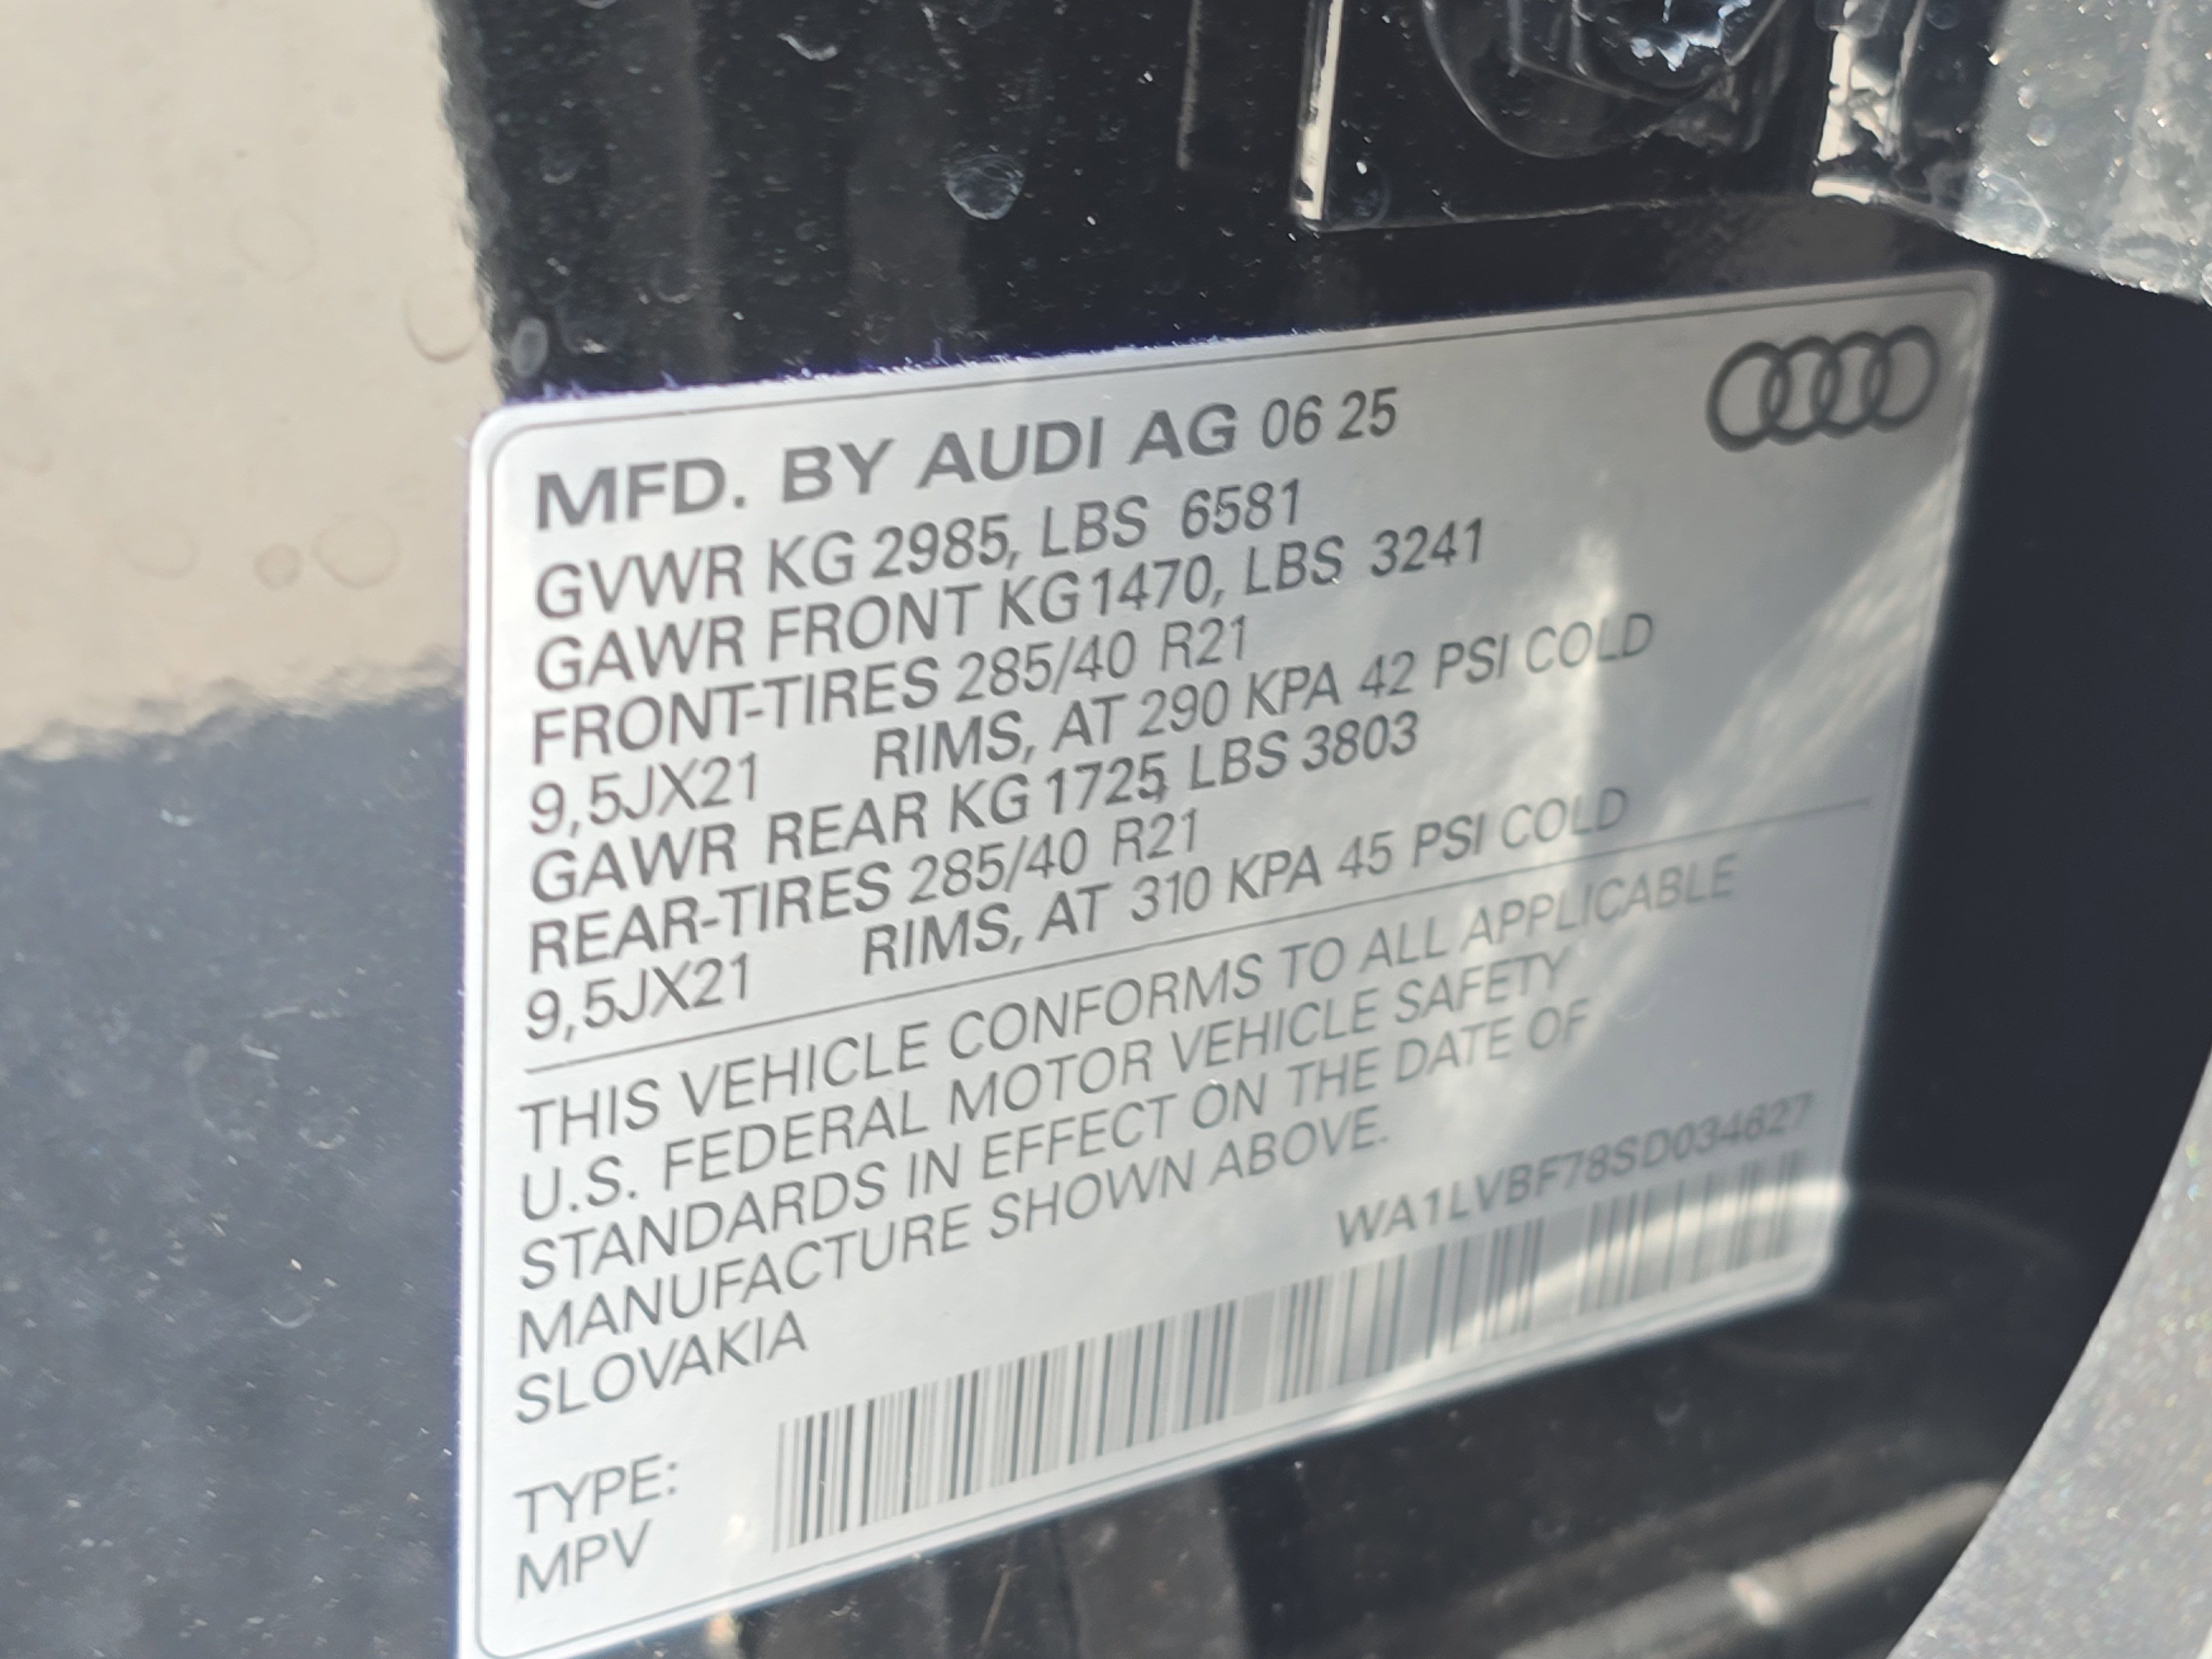 MFD. BY AUDI AG 06 25
GVWR KG 2985, LBS 6581
GAWR FRONT KG 1470, LBS 3241
FRONT-TIRES 285/40 R21
9,5JX21 RIMS, AT 290 KPA 42 PSI COLD
GAWR REAR KG 1725, LBS 3803
REAR-TIRES 285/40 R21
9,5JX21 RIMS, AT 310 KPA 45 PSI COLD
THIS VEHICLE CONFORMS TO ALL APPLICABLE
U.S. FEDERAL MOTOR VEHICLE SAFETY
STANDARDS IN EFFECT ON THE DATE OF
MANUFACTURE SHOWN ABOVE.
SLOVAKIA
WA1LVBF78SD034627
TYPE:
MPV